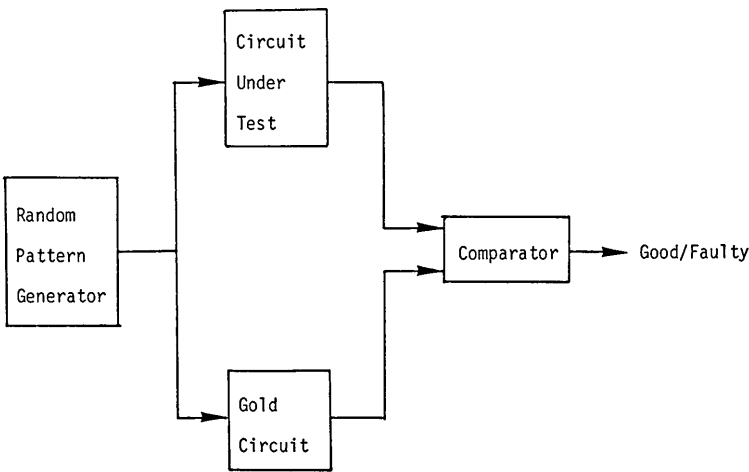 Circuit
Under
Test
Random
Pattern
Generator
Comparator
Good/Faulty
Gold
Circuit